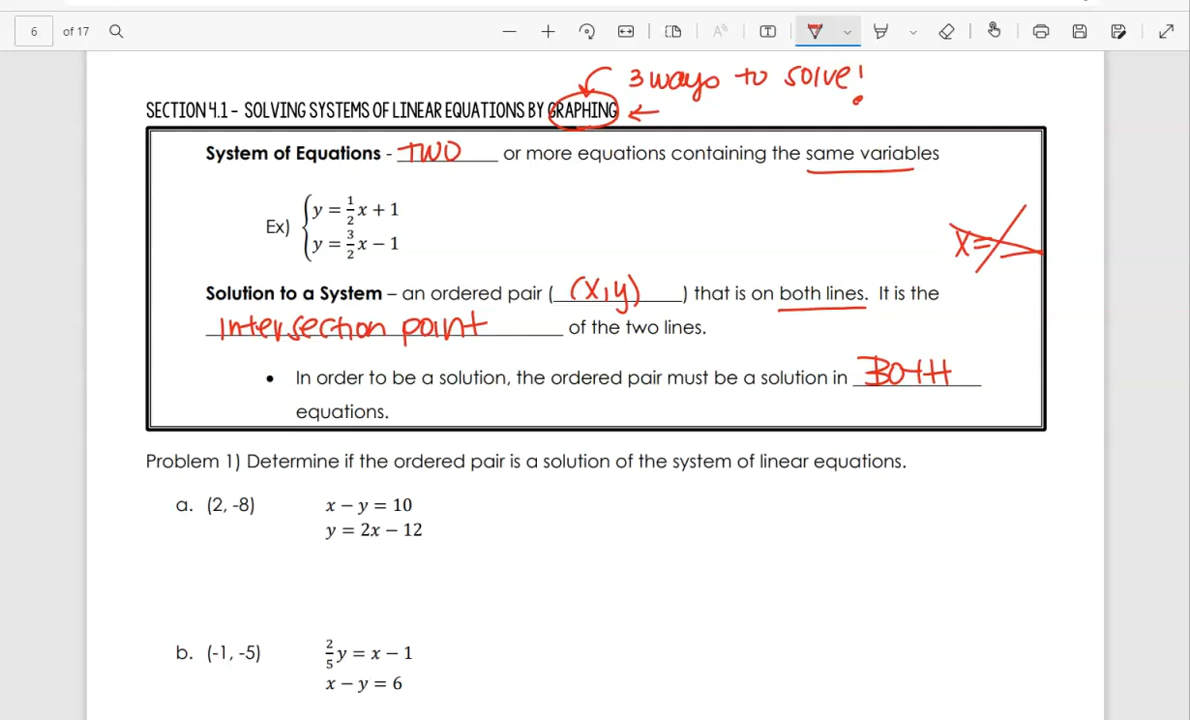 6 of 17
3 ways to solve!
SECTION 4.1 – SOLVING SYSTEMS OF LINEAR EQUATIONS BY GRAPHING
System of Equations - TWO or more equations containing the same variables
Ex) { y = 1/2 x + 1
y = 3/2 x − 1
x=
Solution to a System – an ordered pair ( (x,y) ) that is on both lines. It is the
intersection point of the two lines.
• In order to be a solution, the ordered pair must be a solution in BOTH
equations.
Problem 1) Determine if the ordered pair is a solution of the system of linear equations.
a. (2, -8) x − y = 10
y = 2x − 12
b. (-1, -5) 2/5 y = x − 1
x − y = 6